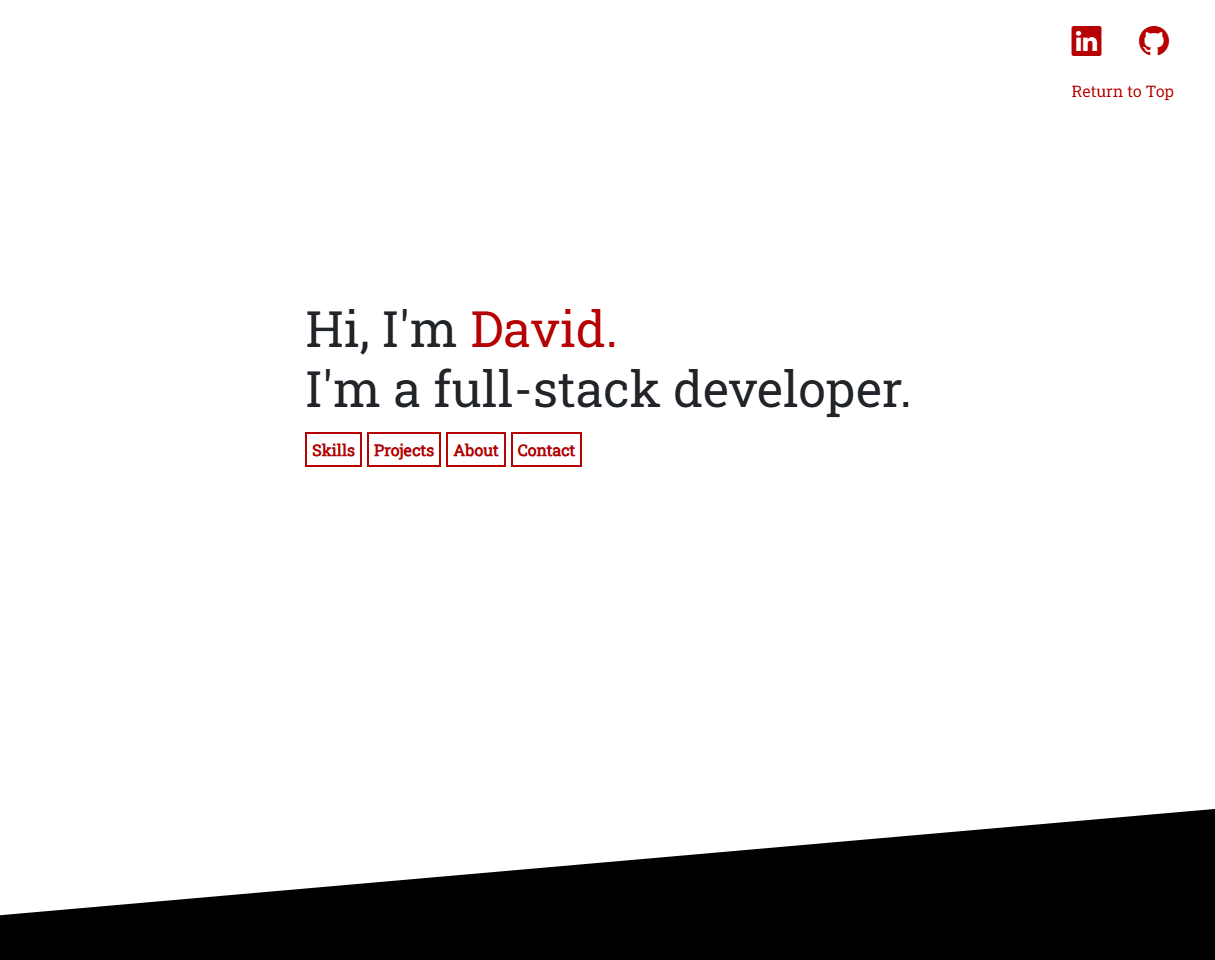 in
Return to Top
Hi, I'm David.
I'm a full-stack developer.
Skills Projects About Contact